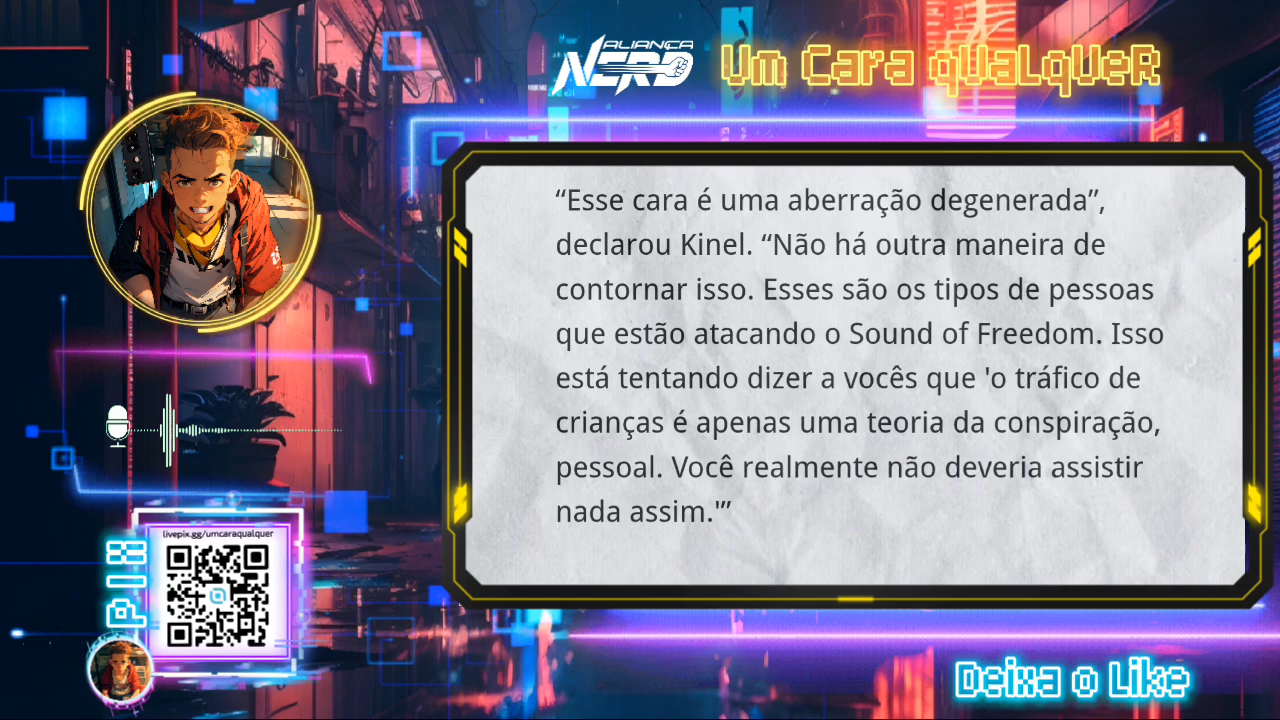 ALIANÇA
NERD
Um Cara qUaLqUeR
“Esse cara é uma aberração degenerada”,
declarou Kinel. “Não há outra maneira de
contornar isso. Esses são os tipos de pessoas
que estão atacando o Sound of Freedom. Isso
está tentando dizer a vocês que 'o tráfico de
crianças é apenas uma teoria da conspiração,
pessoal. Você realmente não deveria assistir
nada assim.'”
livepix.gg/umcaraqualquer
PIX
Deixa o Like